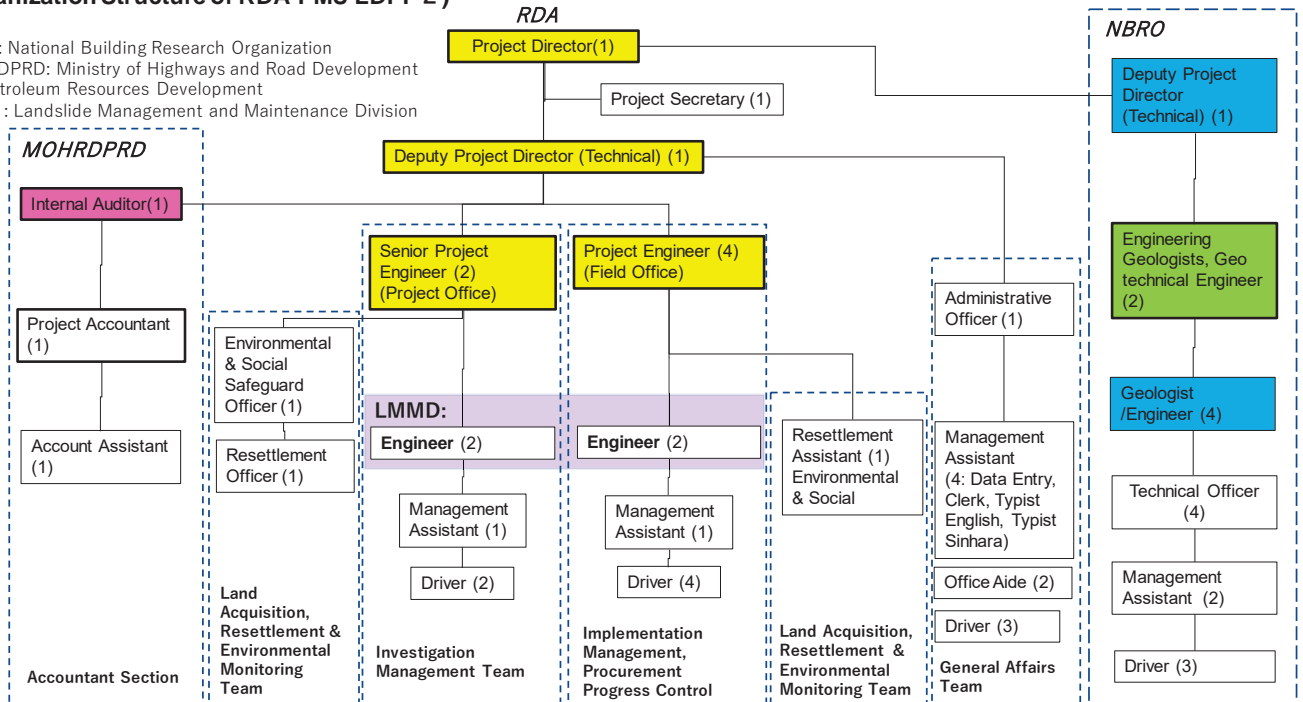 anization Structure of RDA PMS LDPP-2 )
: National Building Research Organization
DPRD: Ministry of Highways and Road Development
troleum Resources Development
: Landslide Management and Maintenance Division
RDA
Project Director(1)
Project Secretary (1)
Deputy Project Director (Technical) (1)
MOHRDPRD
Internal Auditor(1)
Project Accountant
(1)
Account Assistant
(1)
Accountant Section
Environmental
& Social
Safeguard
Officer (1)
Resettlement
Officer (1)
Land
Acquisition,
Resettlement &
Environmental
Monitoring
Team
Senior Project
Engineer (2)
(Project Office)
LMMD:
Engineer (2)
Management
Assistant (1)
Driver (2)
Investigation
Management Team
Project Engineer (4)
(Field Office)
Engineer (2)
Management
Assistant (1)
Driver (4)
Implementation
Management,
Procurement
Progress Control
Resettlement
Assistant (1)
Environmental
& Social
Land Acquisition,
Resettlement &
Environmental
Monitoring Team
Administrative
Officer (1)
Management
Assistant
(4: Data Entry,
Clerk, Typist
English, Typist
Sinhara)
Office Aide (2)
Driver (3)
General Affairs
Team
NBRO
Deputy Project
Director
(Technical) (1)
Engineering
Geologists, Geo
technical Engineer
(2)
Geologist
/Engineer (4)
Technical Officer
(4)
Management
Assistant (2)
Driver (3)